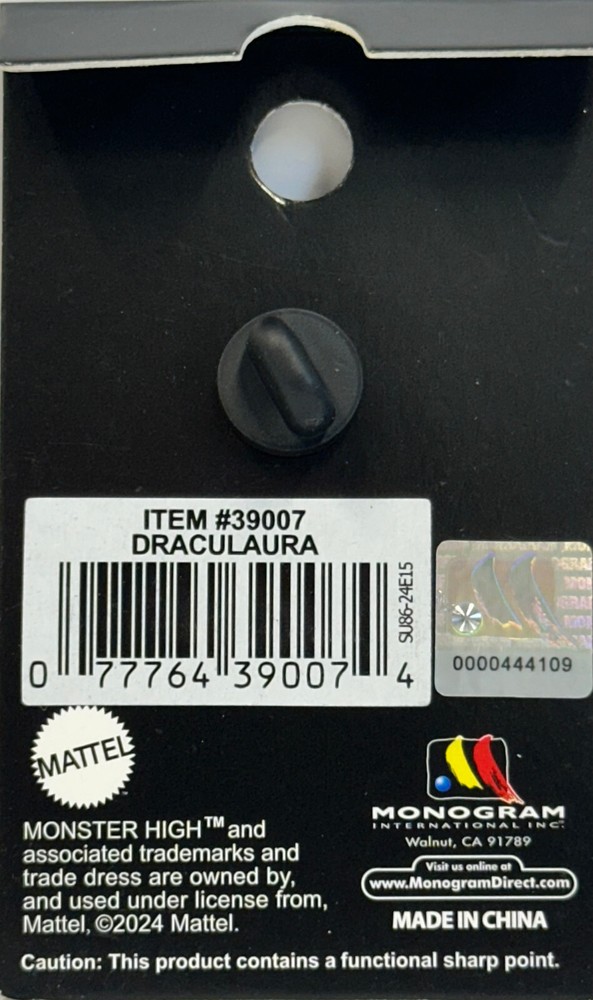 ITEM #39007
DRACULAURA
SU86-24E15
0 77764 39007 4
0000444109
MATTEL
MONSTER HIGH™ and
associated trademarks and
trade dress are owned by,
and used under license from,
Mattel, ©2024 Mattel.
MONOGRAM
INTERNATIONAL INC.
Walnut, CA 91789
Visit us online at
www.MonogramDirect.com
MADE IN CHINA
Caution: This product contains a functional sharp point.